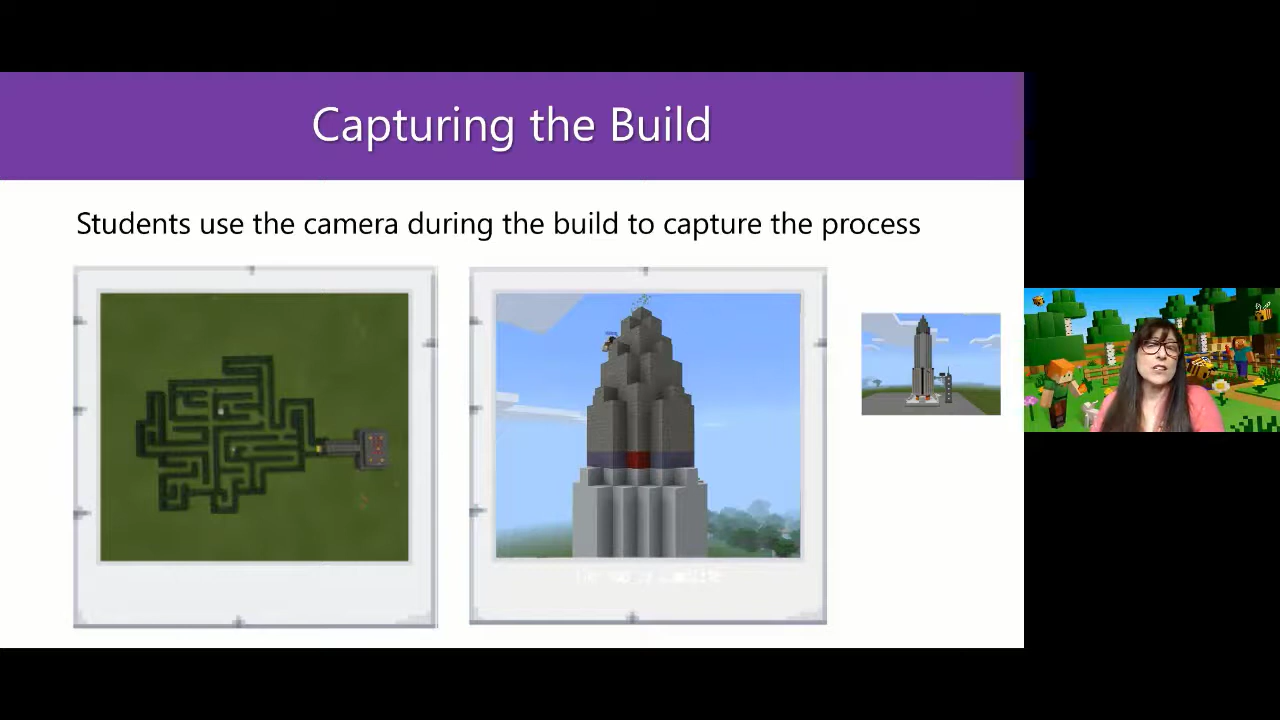 Capturing the Build
Students use the camera during the build to capture the process